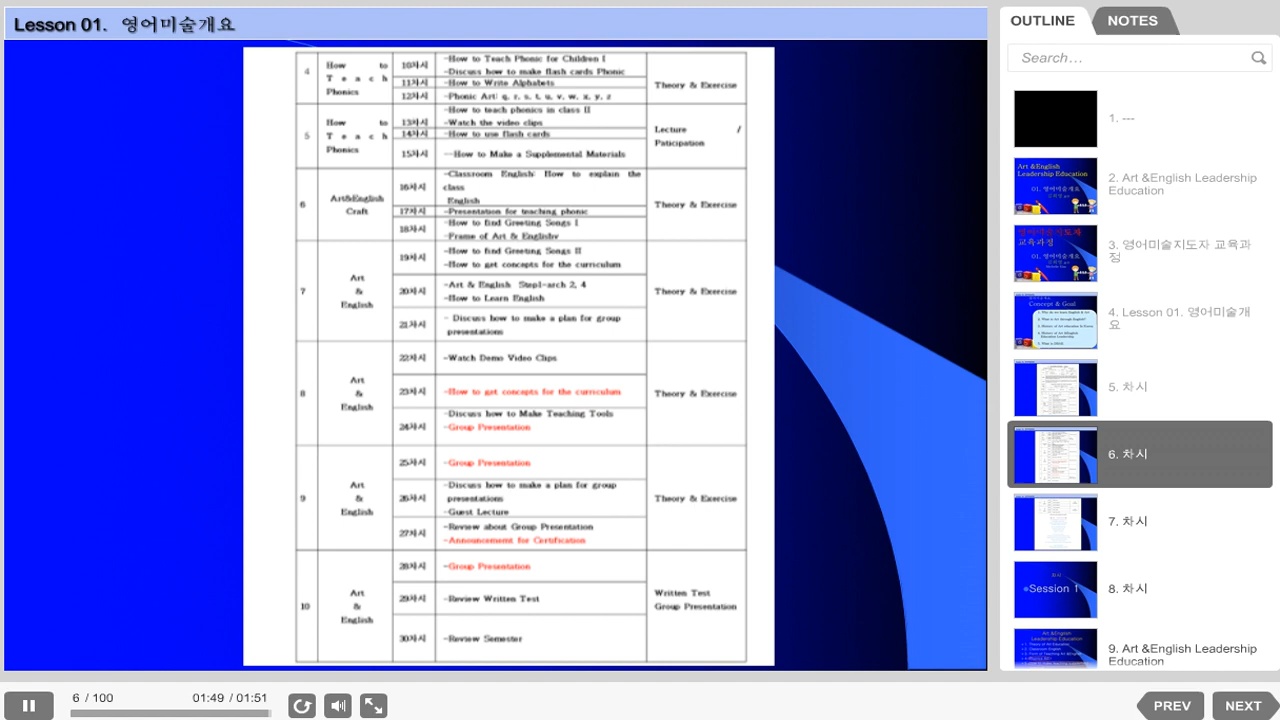 Lesson 01. 영어미술개요
OUTLINE
NOTES
Search...
4
How to
Teach
Phonics
10차시
-How to Teach Phonic for Children I
-Discuss how to make flash cards Phonic
11차시
-How to Write Alphabets
12차시
-Phonic Art: q, r, s, t, u, v, w, x, y, z
Theory & Exercise
5
How to
Teach
Phonics
-How to teach phonics in class II
13차시
-Watch the video clips
14차시
-How to use flash cards
15차시
--How to Make a Supplemental Materials
Lecture /
Paticipation
6
Art&English
Craft
16차시
-Classroom English: How to explain the
class
English
17차시
-Presentation for teaching phonic
18차시
-How to find Greeting Songs I
-Frame of Art & Englishv
Theory & Exercise
7
Art
&
English
19차시
-How to find Greeting Songs II
-How to get concepts for the curriculum
20차시
-Art & English Step1-arch 2, 4
-How to Learn English
21차시
- Discuss how to make a plan for group
presentations
Theory & Exercise
8
Art
&
English
22차시
-Watch Demo Video Clips
23차시
-How to get concepts for the curriculum
24차시
-Discuss how to Make Teaching Tools
-Group Presentation
Theory & Exercise
9
Art
&
English
25차시
-Group Presentation
26차시
-Discuss how to make a plan for group
presentations
-Guest Lecture
27차시
-Review about Group Presentation
-Announcemernt for Certification
Theory & Exercise
10
Art
&
English
28차시
-Group Presentation
29차시
-Review Written Test
30차시
-Review Semester
Written Test
Group Presentation
1. ---
Art &English
Leadership Education
01. 영어미술개요
2. Art &English Leadership
Education
영어미술지도자
교육과정
01. 영어미술개요
3. 영어미술지도자 교육과
정
Concept & Goal
4. Lesson 01. 영어미술개
요
5. 차시
6. 차시
7. 차시
차시
Session 1
8. 차시
Art &English
Leadership Education
9. Art &English Leadership
Education
6 / 100
01:49 / 01:51
PREV
NEXT